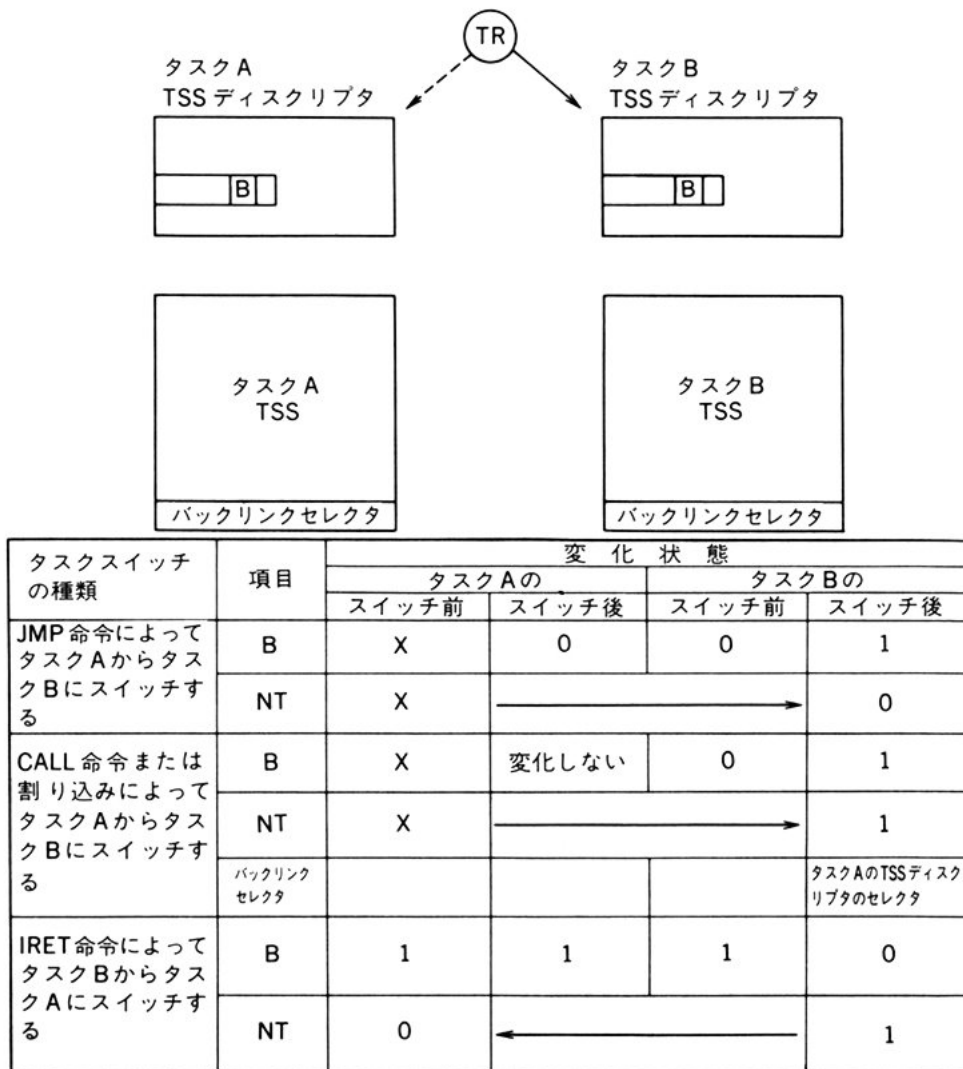 TR
タスクA
TSSディスクリプタ
タスクB
TSSディスクリプタ
B
B
タスクA
TSS
バックリンクセレクタ
タスクB
TSS
バックリンクセレクタ
タスクスイッチ
の種類
項目
変化状態
タスクAの
タスクBの
スイッチ前
スイッチ後
スイッチ前
スイッチ後
JMP命令によって
タスクAからタス
クBにスイッチす
る
B
X
0
0
1
NT
X
0
CALL命令または
割り込みによって
タスクAからタス
クBにスイッチす
る
B
X
変化しない
0
1
NT
X
1
バックリンク
セレクタ
タスクAのTSSディスク
リプタのセレクタ
IRET命令によって
タスクBからタス
クAにスイッチす
る
B
1
1
1
0
NT
0
1